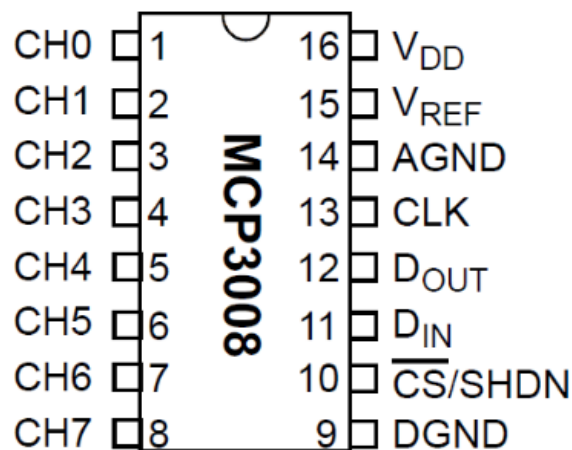 CH0 1 16 VDD
CH1 2 15 VREF
CH2 3 14 AGND
CH3 4 13 CLK
CH4 5 12 DOUT
CH5 6 11 DIN
CH6 7 10 CS/SHDN
CH7 8 9 DGND
MCP3008